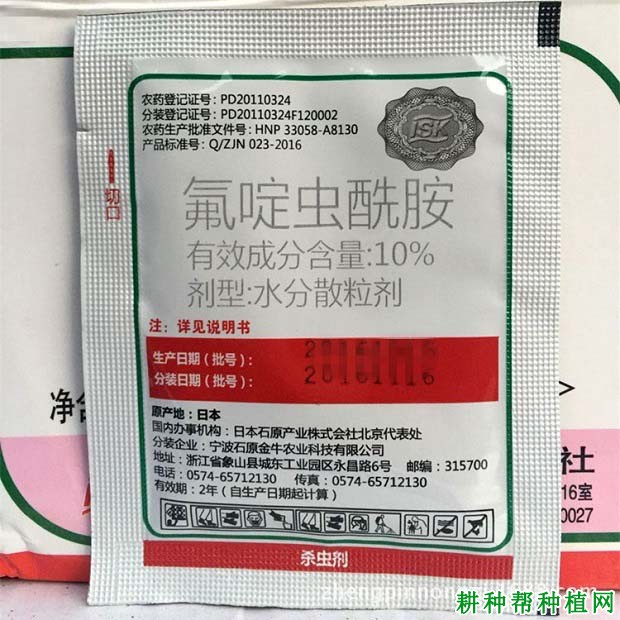 农药登记证号：PD20110324
分装登记证号：PD20110324F120002
农药生产批准文件号：HNP 33058-A8130
产品标准号：Q/ZJN 023-2016
ISK
切口
氟啶虫酰胺
有效成分含量:10%
剂型:水分散粒剂
注：详见说明书
生产日期（批号）：
分装日期（批号）： 20161116
原产地：日本
国内办事机构：日本石原产业株式会社北京代表处
分装企业：宁波石原金牛农业科技有限公司
地址：浙江省象山县城东工业园区永昌路6号 邮编：315700
电话：0574-65712130 传真：0574-65712130
有效期：2年（自生产日期起计算）
杀虫剂
净含
社
16室
0027
耕种帮种植网